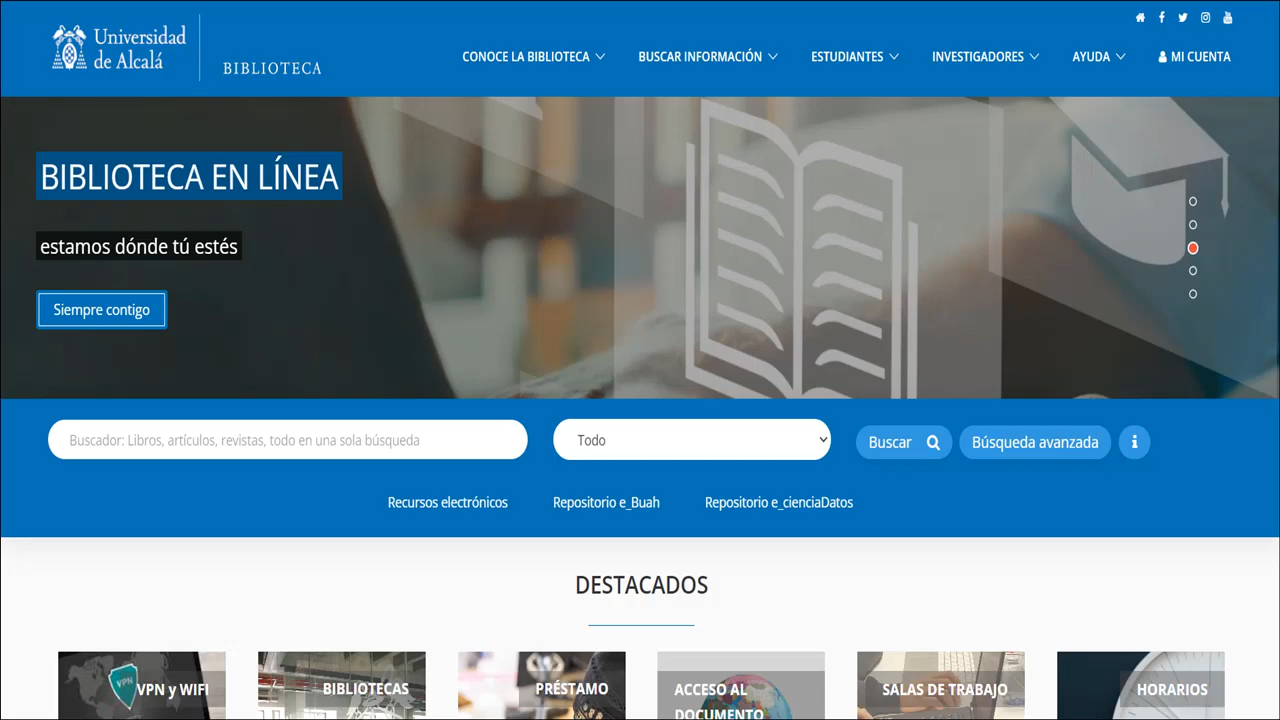 Universidad
de Alcalá
BIBLIOTECA
CONOCE LA BIBLIOTECA
BUSCAR INFORMACIÓN
ESTUDIANTES
INVESTIGADORES
AYUDA
MI CUENTA
BIBLIOTECA EN LÍNEA
estamos dónde tú estés
Siempre contigo
Buscador: Libros, artículos, revistas, todo en una sola búsqueda
Todo
Buscar
Búsqueda avanzada
Recursos electrónicos
Repositorio e_Buah
Repositorio e_cienciaDatos
DESTACADOS
VPN
VPN y WIFI
BIBLIOTECAS
PRÉSTAMO
ACCESO AL
DOCUMENTO
SALAS DE TRABAJO
HORARIOS